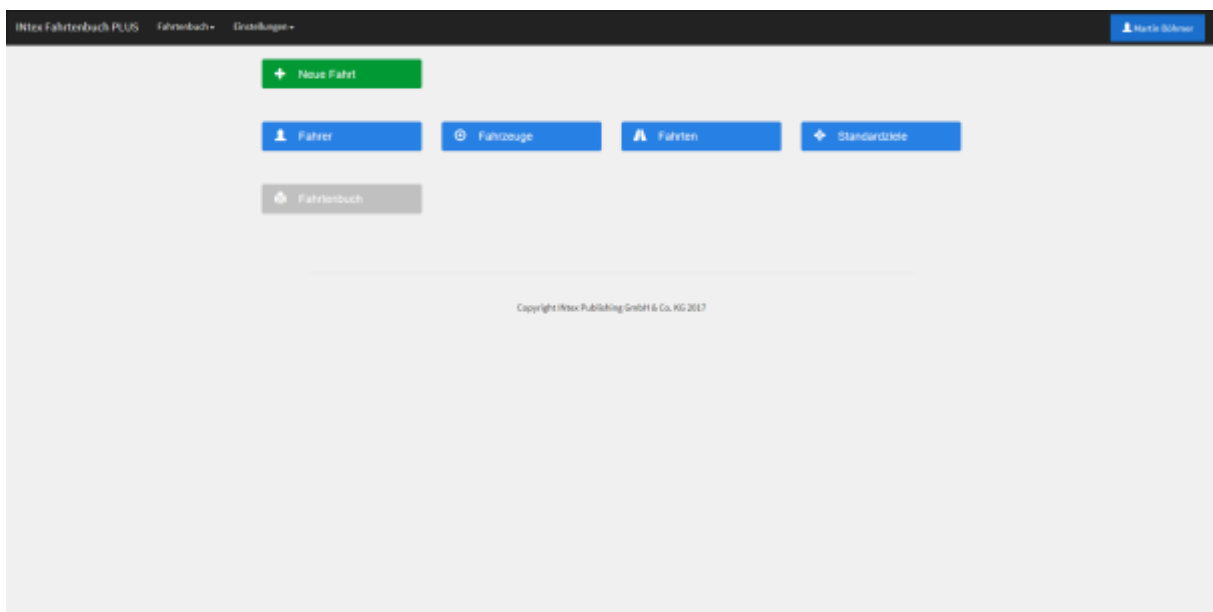 INtex Fahrtenbuch PLUS Fahrtenbuch Einstellungen Martin Böhmer
Neue Fahrt
Fahrer Fahrzeuge Fahrten Standardziele
Fahrtenbuch
Copyright INtex Publishing GmbH & Co. KG 2017